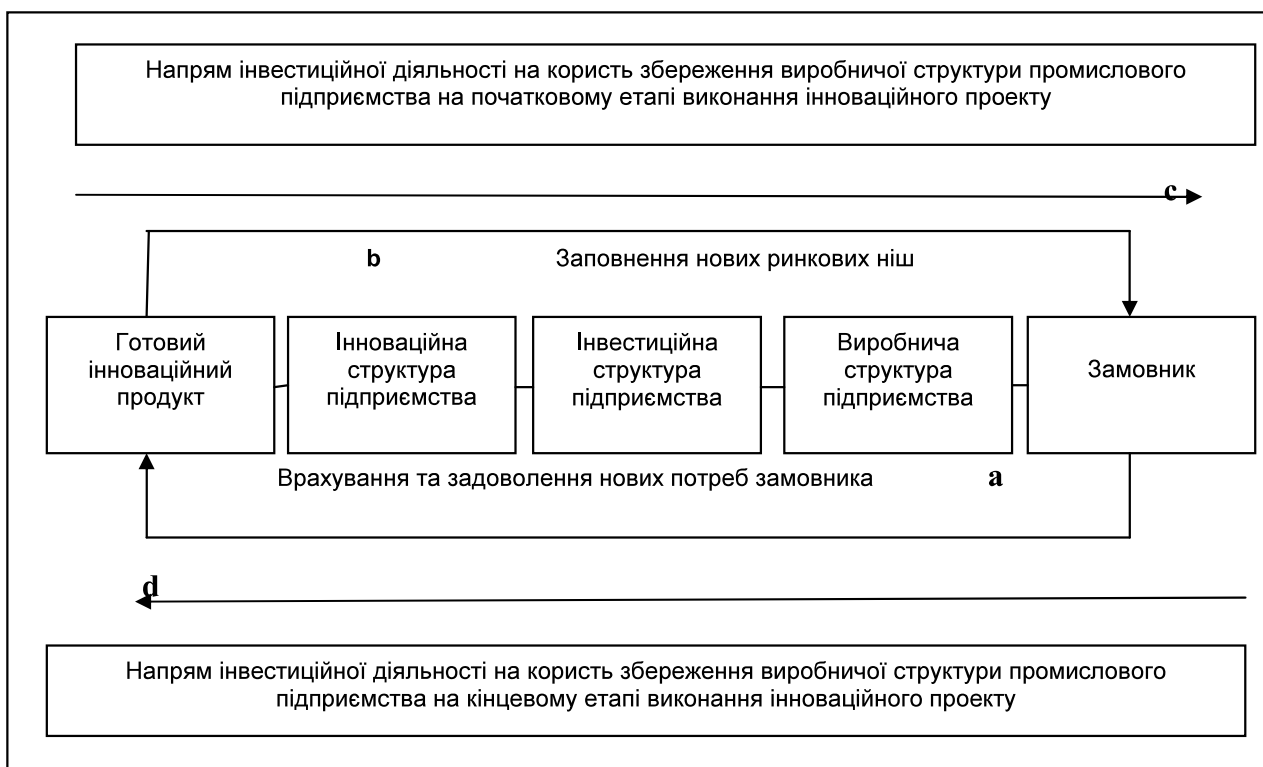 Напрям інвестиційної діяльності на користь збереження виробничої структури промислового
підприємства на початковому етапі виконання інноваційного проекту
c
b
Заповнення нових ринкових ніш
Готовий
інноваційний
продукт
Інноваційна
структура
підприємства
Інвестиційна
структура
підприємства
Виробнича
структура
підприємства
Замовник
Врахування та задоволення нових потреб замовника
a
d
Напрям інвестиційної діяльності на користь збереження виробничої структури промислового
підприємства на кінцевому етапі виконання інноваційного проекту